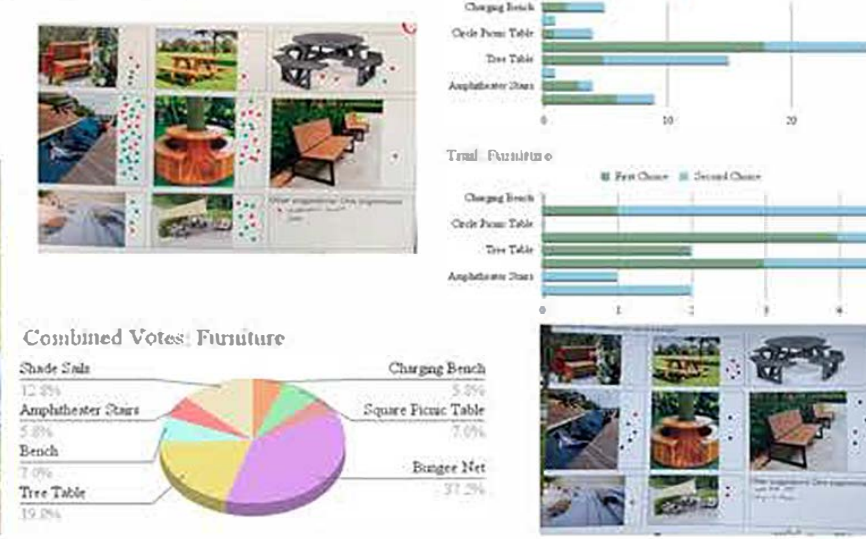 Charging Bench
Circle Picnic Table
Tree Table
Amphitheater Stairs
0 10 20
Trail Furniture
First Choice Second Choice
Charging Bench
Circle Picnic Table
Tree Table
Amphitheater Stairs
0 1 2 3 4
Combined Votes: Furniture
Shade Sails
12.8%
Amphitheater Stairs
5.8%
Bench
7.0%
Tree Table
19.8%
Charging Bench
5.8%
Square Picnic Table
7.0%
Bungee Net